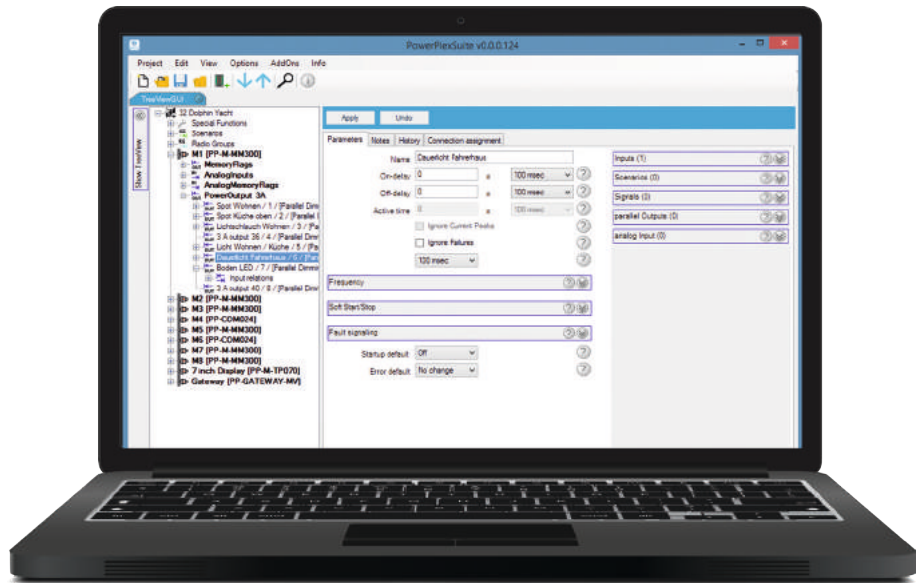 PowerPlexSuite v0.0.0.124
Project Edit View Options AddOns Info
TreeViewGUI
Show TreeView
32 Dolphin Yacht
Special Functions
Scenarios
Radio Groups
M1 [PP-M-MM300]
MemoryFlags
AnalogInputs
AnalogMemoryFlags
PowerOutput 3A
Spot Wohnen / 1 / [Parallel Dim
Spot Küche oben / 2 / [Parallel
Lichtschlauch Wohnen / 3 / [Pa
3 A output 36 / 4 / [Parallel Dim
Licht Wohnen / Küche / 5 / [Pa
Dauerlicht Fahrerhaus / 6 / [Par
Boden LED / 7 / [Parallel Dimm
Input relations
3 A output 40 / 8 / [Parallel Dim
M2 [PP-M-MM300]
M3 [PP-M-MM300]
M4 [PP-COM024]
M5 [PP-M-MM300]
M6 [PP-COM024]
M7 [PP-M-MM300]
M8 [PP-M-MM300]
7 inch Display [PP-M-TP070]
Gateway [PP-GATEWAY-MV]
Apply Undo
Parameters Notes History Connection assignment
Name Dauerlicht Fahrerhaus
On-delay 0 100 msec
Off-delay 0 100 msec
Active time 0 100 msec
Ignore Current Peaks
Ignore Failures
100 msec
Frequency
Soft Start/Stop
Fault signalling
Startup default Off
Error default No change
Inputs (1)
Scenarios (0)
Signals (0)
parallel Outputs (0)
analog Input (0)